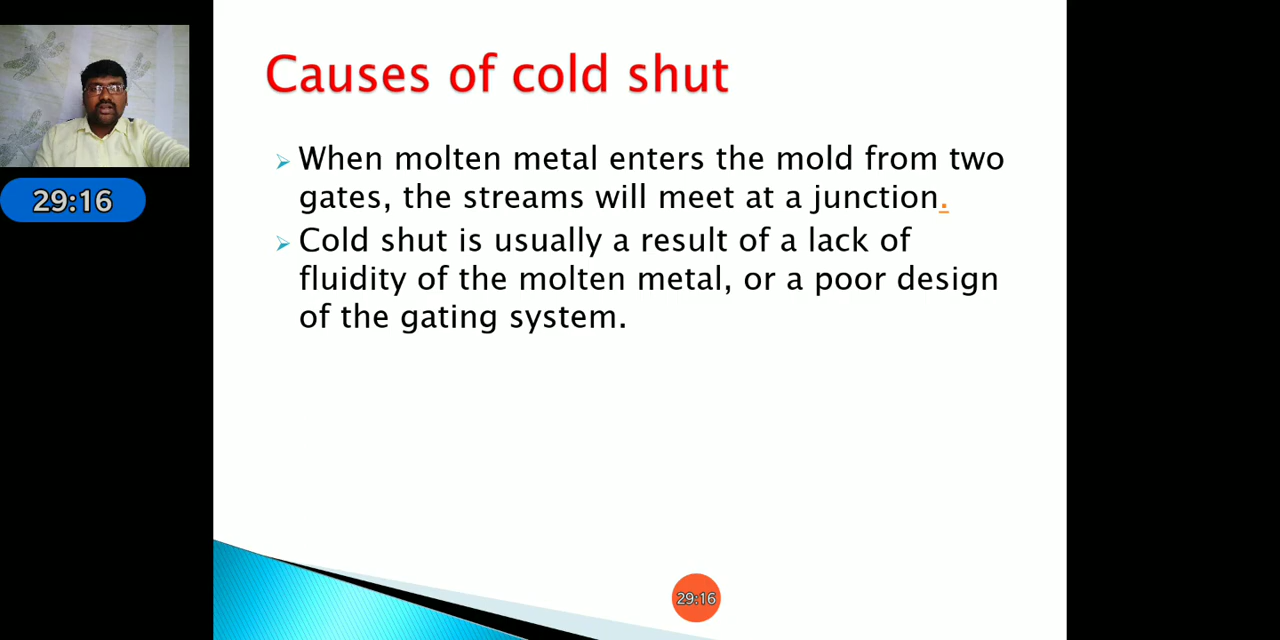 Causes of cold shut
29:16
When molten metal enters the mold from two
gates, the streams will meet at a junction.
Cold shut is usually a result of a lack of
fluidity of the molten metal, or a poor design
of the gating system.
29:16